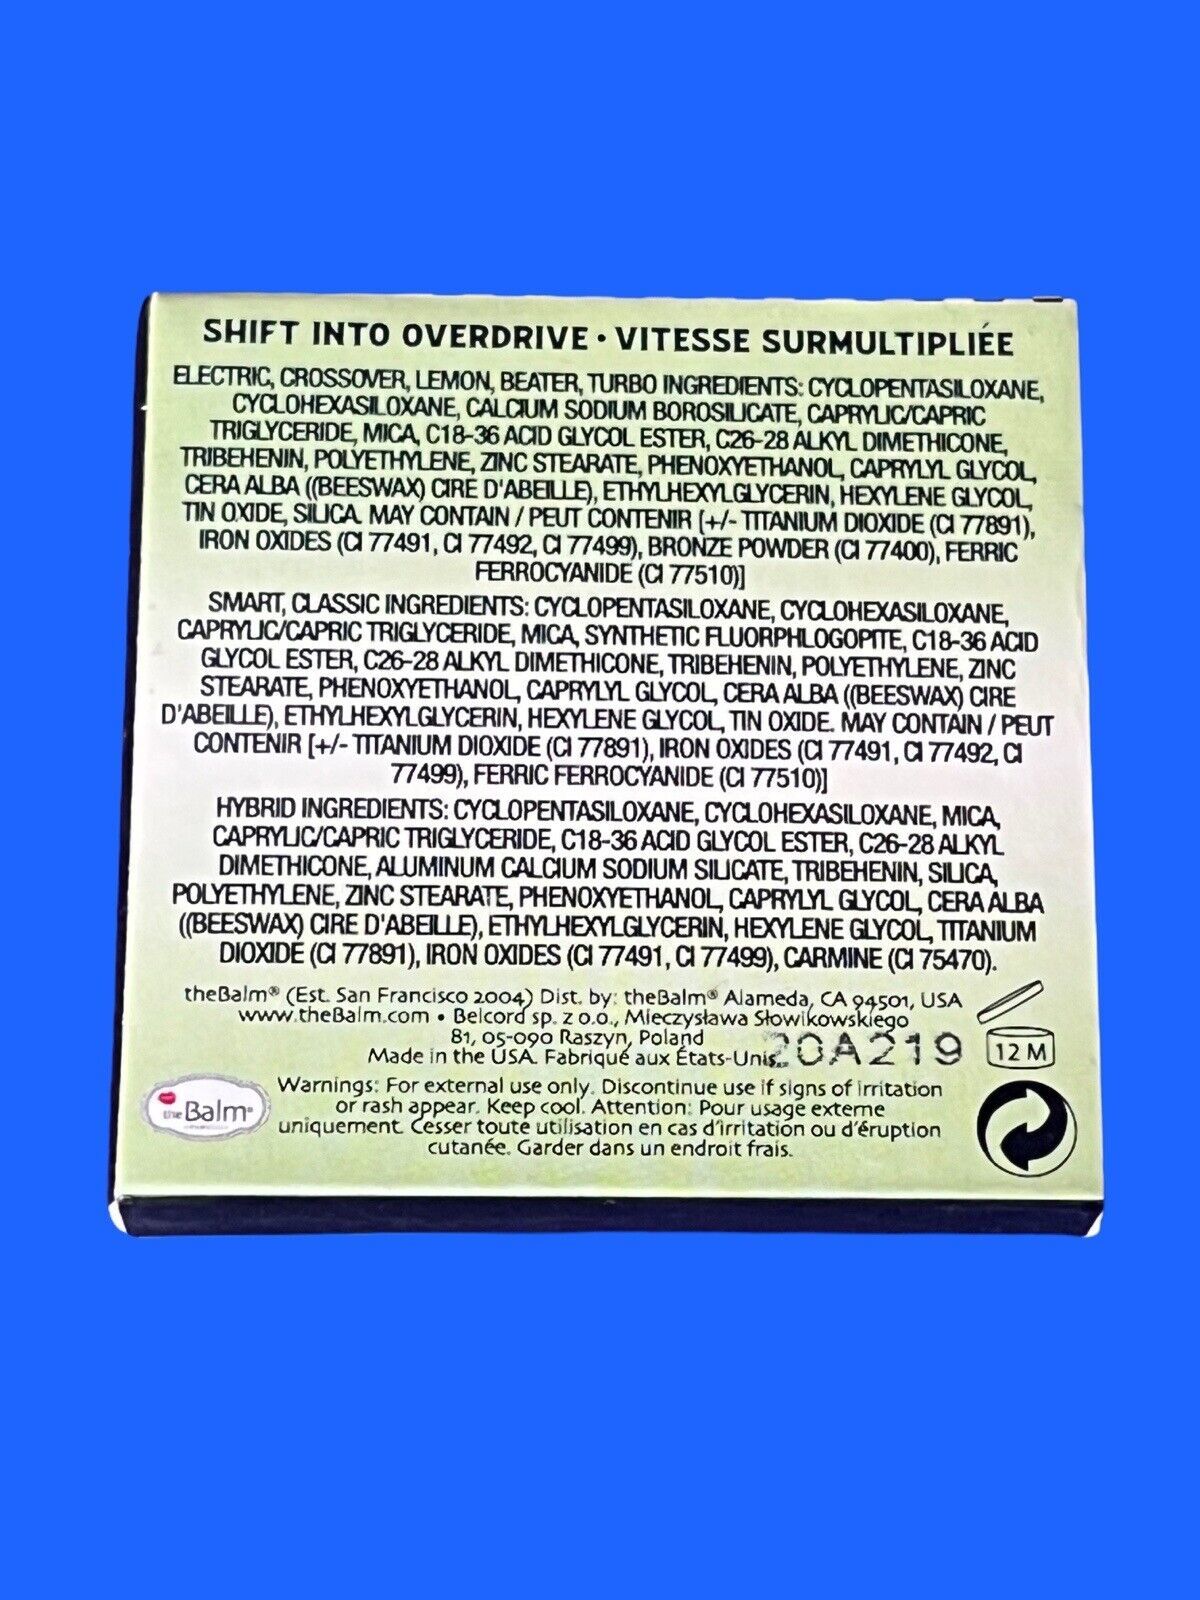 SHIFT INTO OVERDRIVE • VITESSE SURMULTIPLIÉE
ELECTRIC, CROSSOVER, LEMON, BEATER, TURBO INGREDIENTS: CYCLOPENTASILOXANE,
CYCLOHEXASILOXANE, CALCIUM SODIUM BOROSILICATE, CAPRYLIC/CAPRIC
TRIGLYCERIDE, MICA, C18-36 ACID GLYCOL ESTER, C26-28 ALKYL DIMETHICONE,
TRIBEHENIN, POLYETHYLENE, ZINC STEARATE, PHENOXYETHANOL, CAPRYLYL GLYCOL,
CERA ALBA ((BEESWAX) CIRE D'ABEILLE), ETHYLHEXYLGLYCERIN, HEXYLENE GLYCOL,
TIN OXIDE, SILICA. MAY CONTAIN / PEUT CONTENIR [+/- TITANIUM DIOXIDE (CI 77891),
IRON OXIDES (CI 77491, CI 77492, CI 77499), BRONZE POWDER (CI 77400), FERRIC
FERROCYANIDE (CI 77510)]
SMART, CLASSIC INGREDIENTS: CYCLOPENTASILOXANE, CYCLOHEXASILOXANE,
CAPRYLIC/CAPRIC TRIGLYCERIDE, MICA, SYNTHETIC FLUORPHLOGOPITE, C18-36 ACID
GLYCOL ESTER, C26-28 ALKYL DIMETHICONE, TRIBEHENIN, POLYETHYLENE, ZINC
STEARATE, PHENOXYETHANOL, CAPRYLYL GLYCOL, CERA ALBA ((BEESWAX) CIRE
D'ABEILLE), ETHYLHEXYLGLYCERIN, HEXYLENE GLYCOL, TIN OXIDE. MAY CONTAIN / PEUT
CONTENIR [+/- TITANIUM DIOXIDE (CI 77891), IRON OXIDES (CI 77491, CI 77492, CI
77499), FERRIC FERROCYANIDE (CI 77510)]
HYBRID INGREDIENTS: CYCLOPENTASILOXANE, CYCLOHEXASILOXANE, MICA,
CAPRYLIC/CAPRIC TRIGLYCERIDE, C18-36 ACID GLYCOL ESTER, C26-28 ALKYL
DIMETHICONE, ALUMINUM CALCIUM SODIUM SILICATE, TRIBEHENIN, SILICA,
POLYETHYLENE, ZINC STEARATE, PHENOXYETHANOL, CAPRYLYL GLYCOL, CERA ALBA
((BEESWAX) CIRE D'ABEILLE), ETHYLHEXYLGLYCERIN, HEXYLENE GLYCOL, TITANIUM
DIOXIDE (CI 77891), IRON OXIDES (CI 77491, CI 77499), CARMINE (CI 75470).
theBalm® (Est. San Francisco 2004) Dist. by: theBalm® Alameda, CA 94501, USA
www.theBalm.com • Belcord sp. z o.o., Mieczysława Słowikowskiego
81, 05-090 Raszyn, Poland
Made in the USA. Fabriqué aux États-Unis.
20A219
12 M
Warnings: For external use only. Discontinue use if signs of irritation
or rash appear. Keep cool. Attention: Pour usage externe
uniquement. Cesser toute utilisation en cas d'irritation ou d'éruption
cutanée. Garder dans un endroit frais.
theBalm®